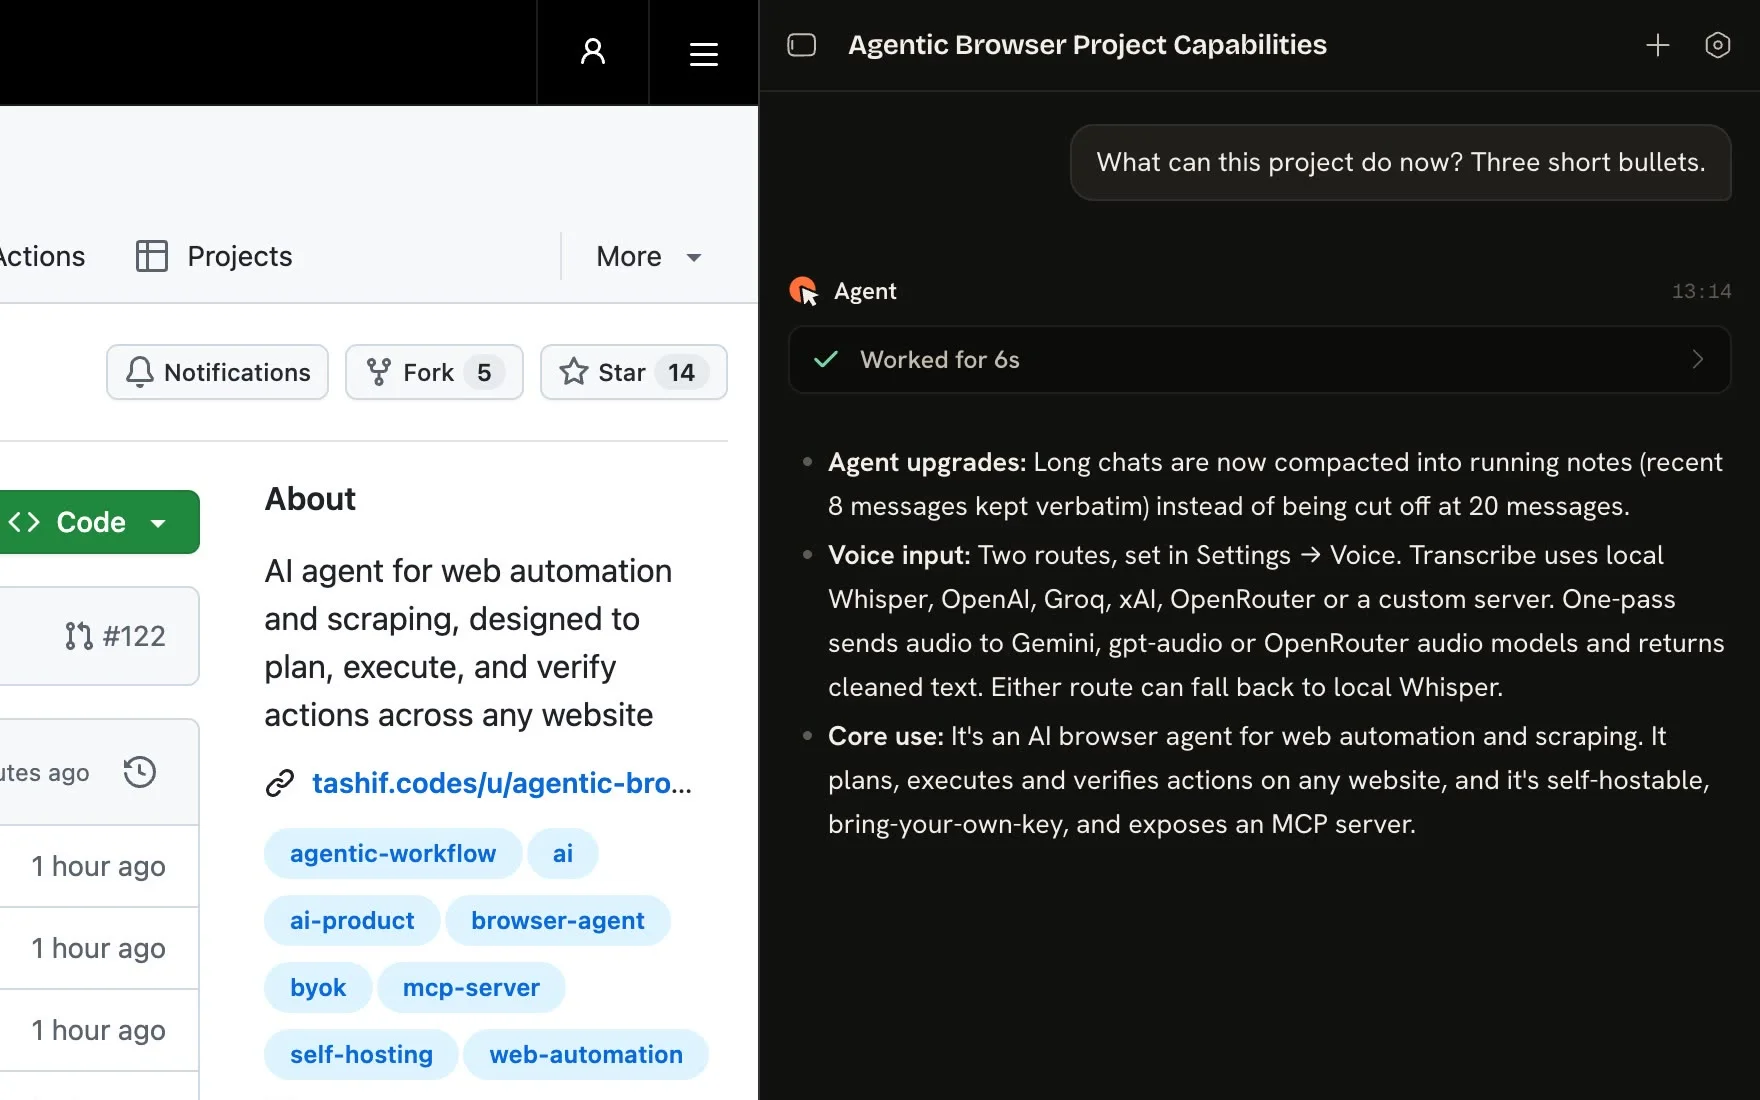 Actions
Projects
More
Notifications
Fork 5
Star 14
Code
#122
utes ago
1 hour ago
1 hour ago
1 hour ago
About
AI agent for web automation
and scraping, designed to
plan, execute, and verify
actions across any website
tashif.codes/u/agentic-bro...
agentic-workflow ai
ai-product browser-agent
byok mcp-server
self-hosting web-automation
Agentic Browser Project Capabilities
What can this project do now? Three short bullets.
Agent
13:14
Worked for 6s
Agent upgrades: Long chats are now compacted into running notes (recent
8 messages kept verbatim) instead of being cut off at 20 messages.
Voice input: Two routes, set in Settings → Voice. Transcribe uses local
Whisper, OpenAI, Groq, xAI, OpenRouter or a custom server. One-pass
sends audio to Gemini, gpt-audio or OpenRouter audio models and returns
cleaned text. Either route can fall back to local Whisper.
Core use: It's an AI browser agent for web automation and scraping. It
plans, executes and verifies actions on any website, and it's self-hostable,
bring-your-own-key, and exposes an MCP server.